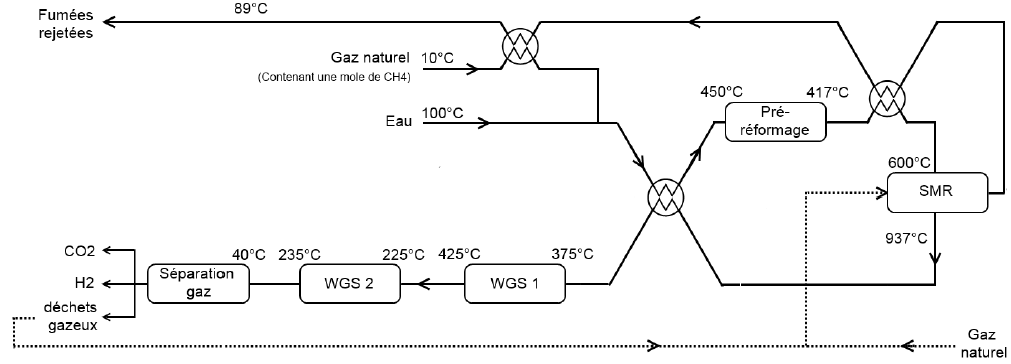 89°C
Fumées
rejetées
Gaz naturel 10°C
(Contenant une mole de CH4)
Eau 100°C
450°C 417°C
Pré-
réformage
600°C
SMR
937°C
CO2
H2
déchets
gazeux
40°C 235°C 225°C 425°C 375°C
Séparation
gaz
WGS 2
WGS 1
Gaz
naturel